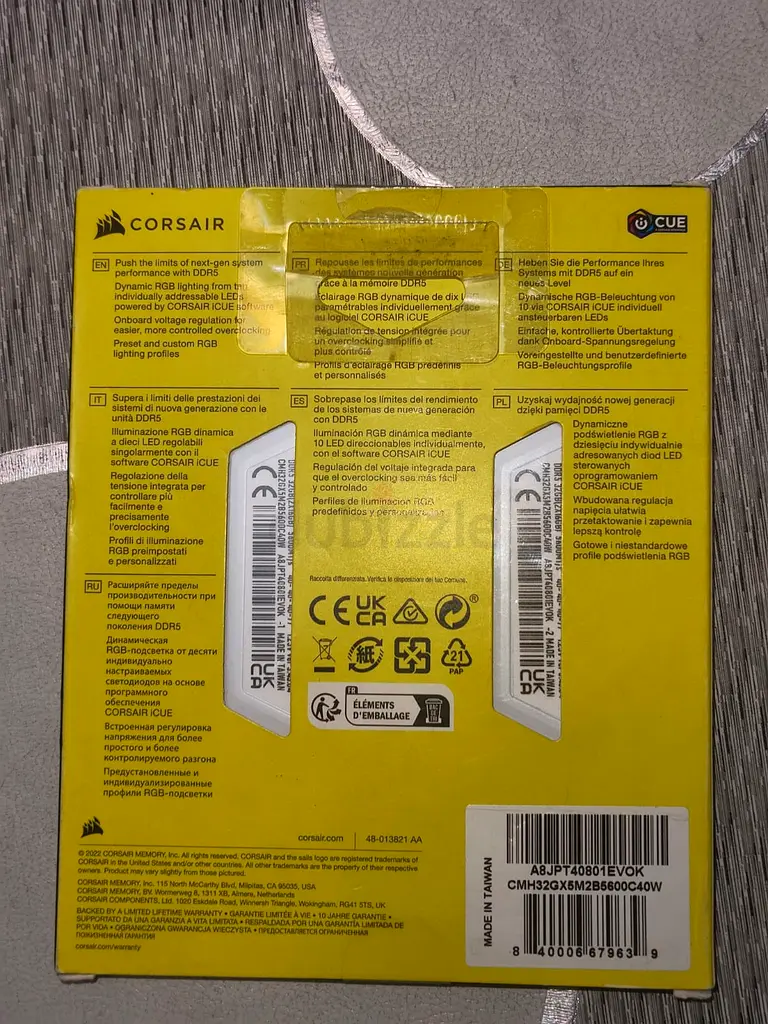 CORSAIR
iCUE
EN Push the limits of next-gen system
performance with DDR5
Dynamic RGB lighting from
individually addressable LEDs
powered by CORSAIR iCUE software
Onboard voltage regulation for
easier, more controlled overclocking
Preset and custom RGB
lighting profiles
FR Repousse les limites de performances
des systèmes nouvelle génération
grâce à la mémoire DDR5
Éclairage RGB dynamique de dix
paramétrables individuellement grâce
au logiciel CORSAIR iCUE
Régulation de tension intégrée pour
un overclocking simplifié et
plus contrôlé
Profils d'éclairage RGB prédéfinis
et personnalisés
DE Heben Sie die Performance Ihres
Systems mit DDR5 auf ein
neues Level
Dynamische RGB-Beleuchtung von
10 via CORSAIR iCUE individuell
ansteuerbaren LEDs
Einfache, kontrollierte Übertaktung
dank Onboard-Spannungsregelung
Voreingestellte und benutzerdefinierte
RGB-Beleuchtungsprofile
IT Supera i limiti delle prestazioni dei
sistemi di nuova generazione con le
unità DDR5
Illuminazione RGB dinamica
a dieci LED regolabili
singolarmente con il
software CORSAIR iCUE
Regolazione della
tensione integrata per
controllare più
facilmente e
precisamente
l'overclocking
Profili di illuminazione
RGB preimpostati
e personalizzati
ES Sobrepase los límites del rendimiento
de los sistemas de nueva generación
con DDR5
Iluminación RGB dinámica mediante
10 LED direccionables individualmente,
con el software CORSAIR iCUE
Regulación del voltaje integrada para
que el overclocking sea más fácil
y controlado
Perfiles de iluminación RGB
predefinidos y personalizados
PL Uzyskaj wydajność nowej generacji
dzięki pamięci DDR5
Dynamiczne
podświetlenie RGB z
dziesięciu indywidualnie
adresowanych diod LED
sterowanych
oprogramowaniem
CORSAIR iCUE
Wbudowana regulacja
napięcia ułatwia
przetaktowanie i zapewnia
lepszą kontrolę
Gotowe i niestandardowe
profile podświetlenia RGB
RU Расширяйте пределы
производительности при
помощи памяти
следующего
поколения DDR5
Динамическая
RGB-подсветка от десяти
индивидуально
настраиваемых
светодиодов на основе
программного
обеспечения
CORSAIR iCUE
Встроенная регулировка
напряжения для более
простого и более
контролируемого разгона
Предустановленные и
индивидуализированные
профили RGB-подсветки
CMH32GX5M2B5600C40W A8JPT40801EVOK -1 MADE IN TAIWAN
CE
UK CA
CMH32GX5M2B5600C40W A8JPT40801EVOK -2 MADE IN TAIWAN
CE
UK CA
dubizzle
Raccolta differenziata. Verifica le disposizioni del tuo Comune.
CE UK CA ®
紙 21 PAP
FR
ÉLÉMENTS
D'EMBALLAGE
corsair.com 48-013821 AA
© 2022 CORSAIR MEMORY, Inc. All rights reserved. CORSAIR and the sails logo are registered trademarks of
CORSAIR in the United States and/or other countries. All other trademarks are the property of their respective
owners. Product may vary slightly from those pictured.
CORSAIR MEMORY, Inc. 115 North McCarthy Blvd, Milpitas, CA 95035, USA
CORSAIR MEMORY, BV. Wormerweg 8, 1311 XB, Almere, Netherlands
CORSAIR COMPONENTS, Ltd. 1020 Eskdale Road, Winnersh Triangle, Wokingham, RG41 5TS, UK
BACKED BY A LIMITED LIFETIME WARRANTY • GARANTIE LIMITÉE À VIE • 10 JAHRE GARANTIE •
SUPPORTATO DA UNA GARANZIA A VITA LIMITATA • RESPALDADA POR UNA GARANTÍA LIMITADA DE
POR VIDA • OGRANICZONA GWARANCJA WIECZYSTA • ПРЕДОСТАВЛЯЕТСЯ ОГРАНИЧЕННАЯ
ПОЖИЗНЕННАЯ ГАРАНТИЯ
corsair.com/warranty
MADE IN TAIWAN
A8JPT40801EVOK
CMH32GX5M2B5600C40W
8 40006 67963 9